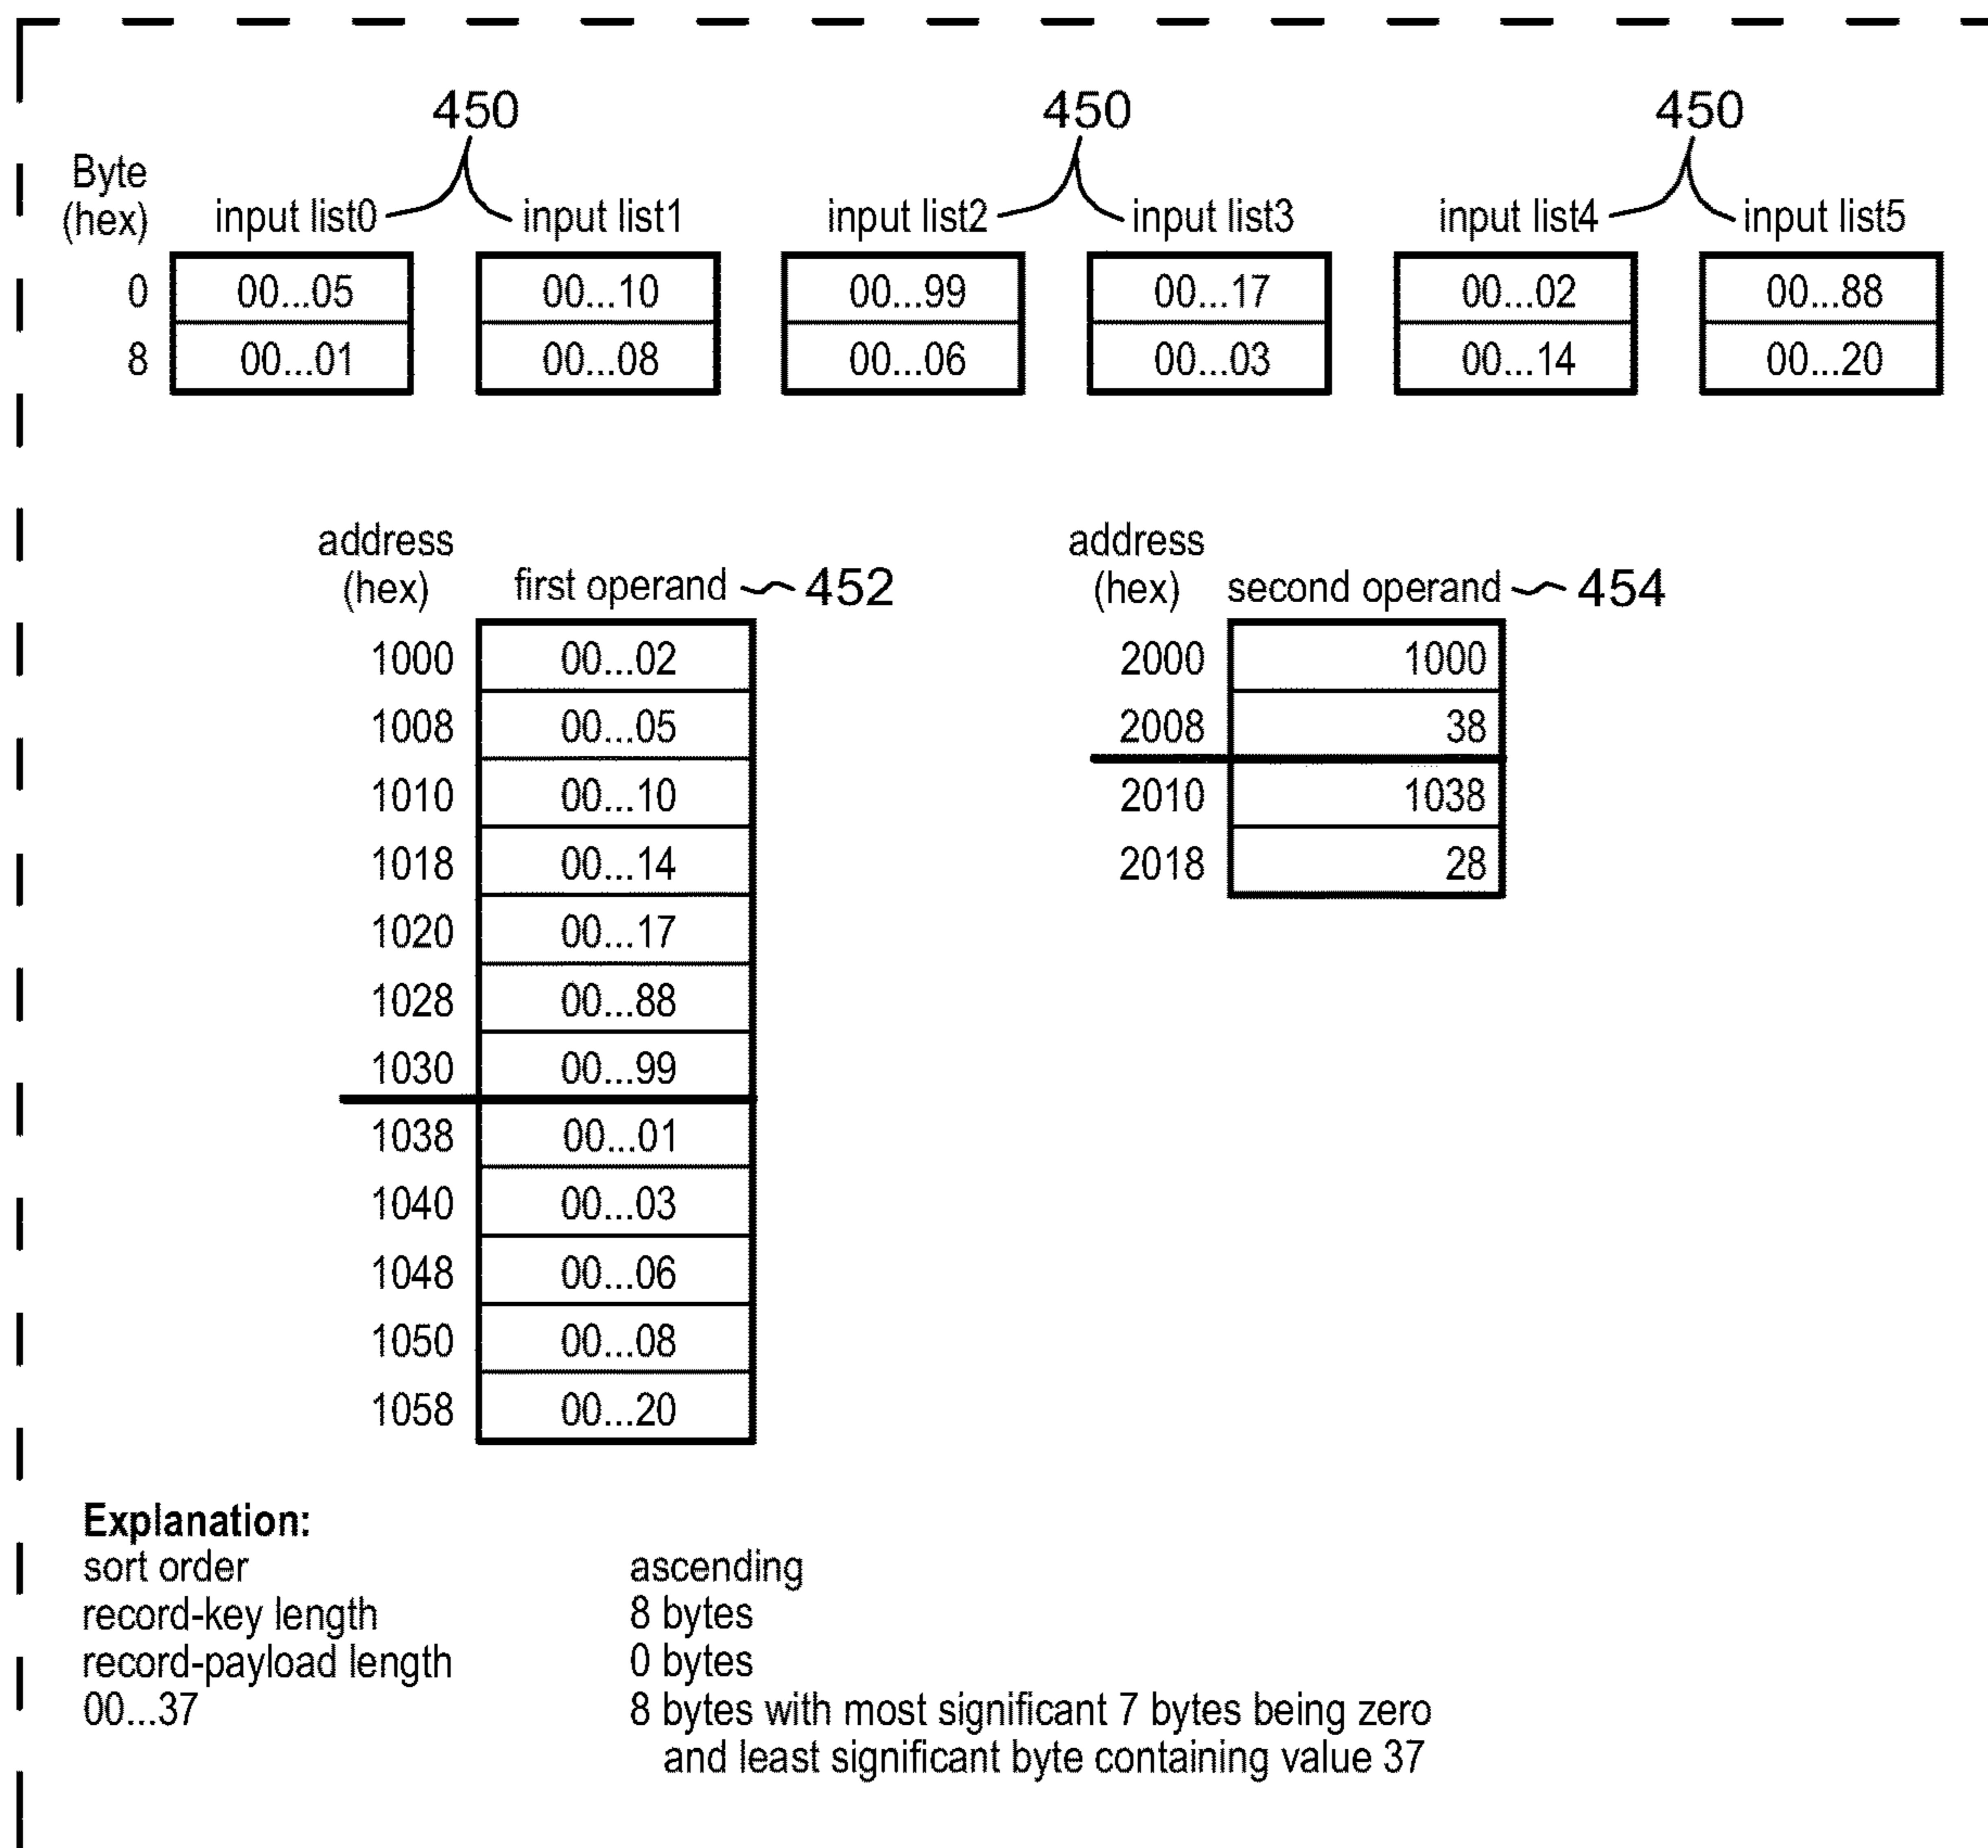 450 450 450
Byte
(hex) input list0 input list1 input list2 input list3 input list4 input list5
0 00...05 00...10 00...99 00...17 00...02 00...88
8 00...01 00...08 00...06 00...03 00...14 00...20
address address
(hex) first operand 452 (hex) second operand 454
1000 00...02 2000 1000
1008 00...05 2008 38
1010 00...10 2010 1038
1018 00...14 2018 28
1020 00...17
1028 00...88
1030 00...99
1038 00...01
1040 00...03
1048 00...06
1050 00...08
1058 00...20
Explanation:
sort order ascending
record-key length 8 bytes
record-payload length 0 bytes
00...37 8 bytes with most significant 7 bytes being zero
and least significant byte containing value 37